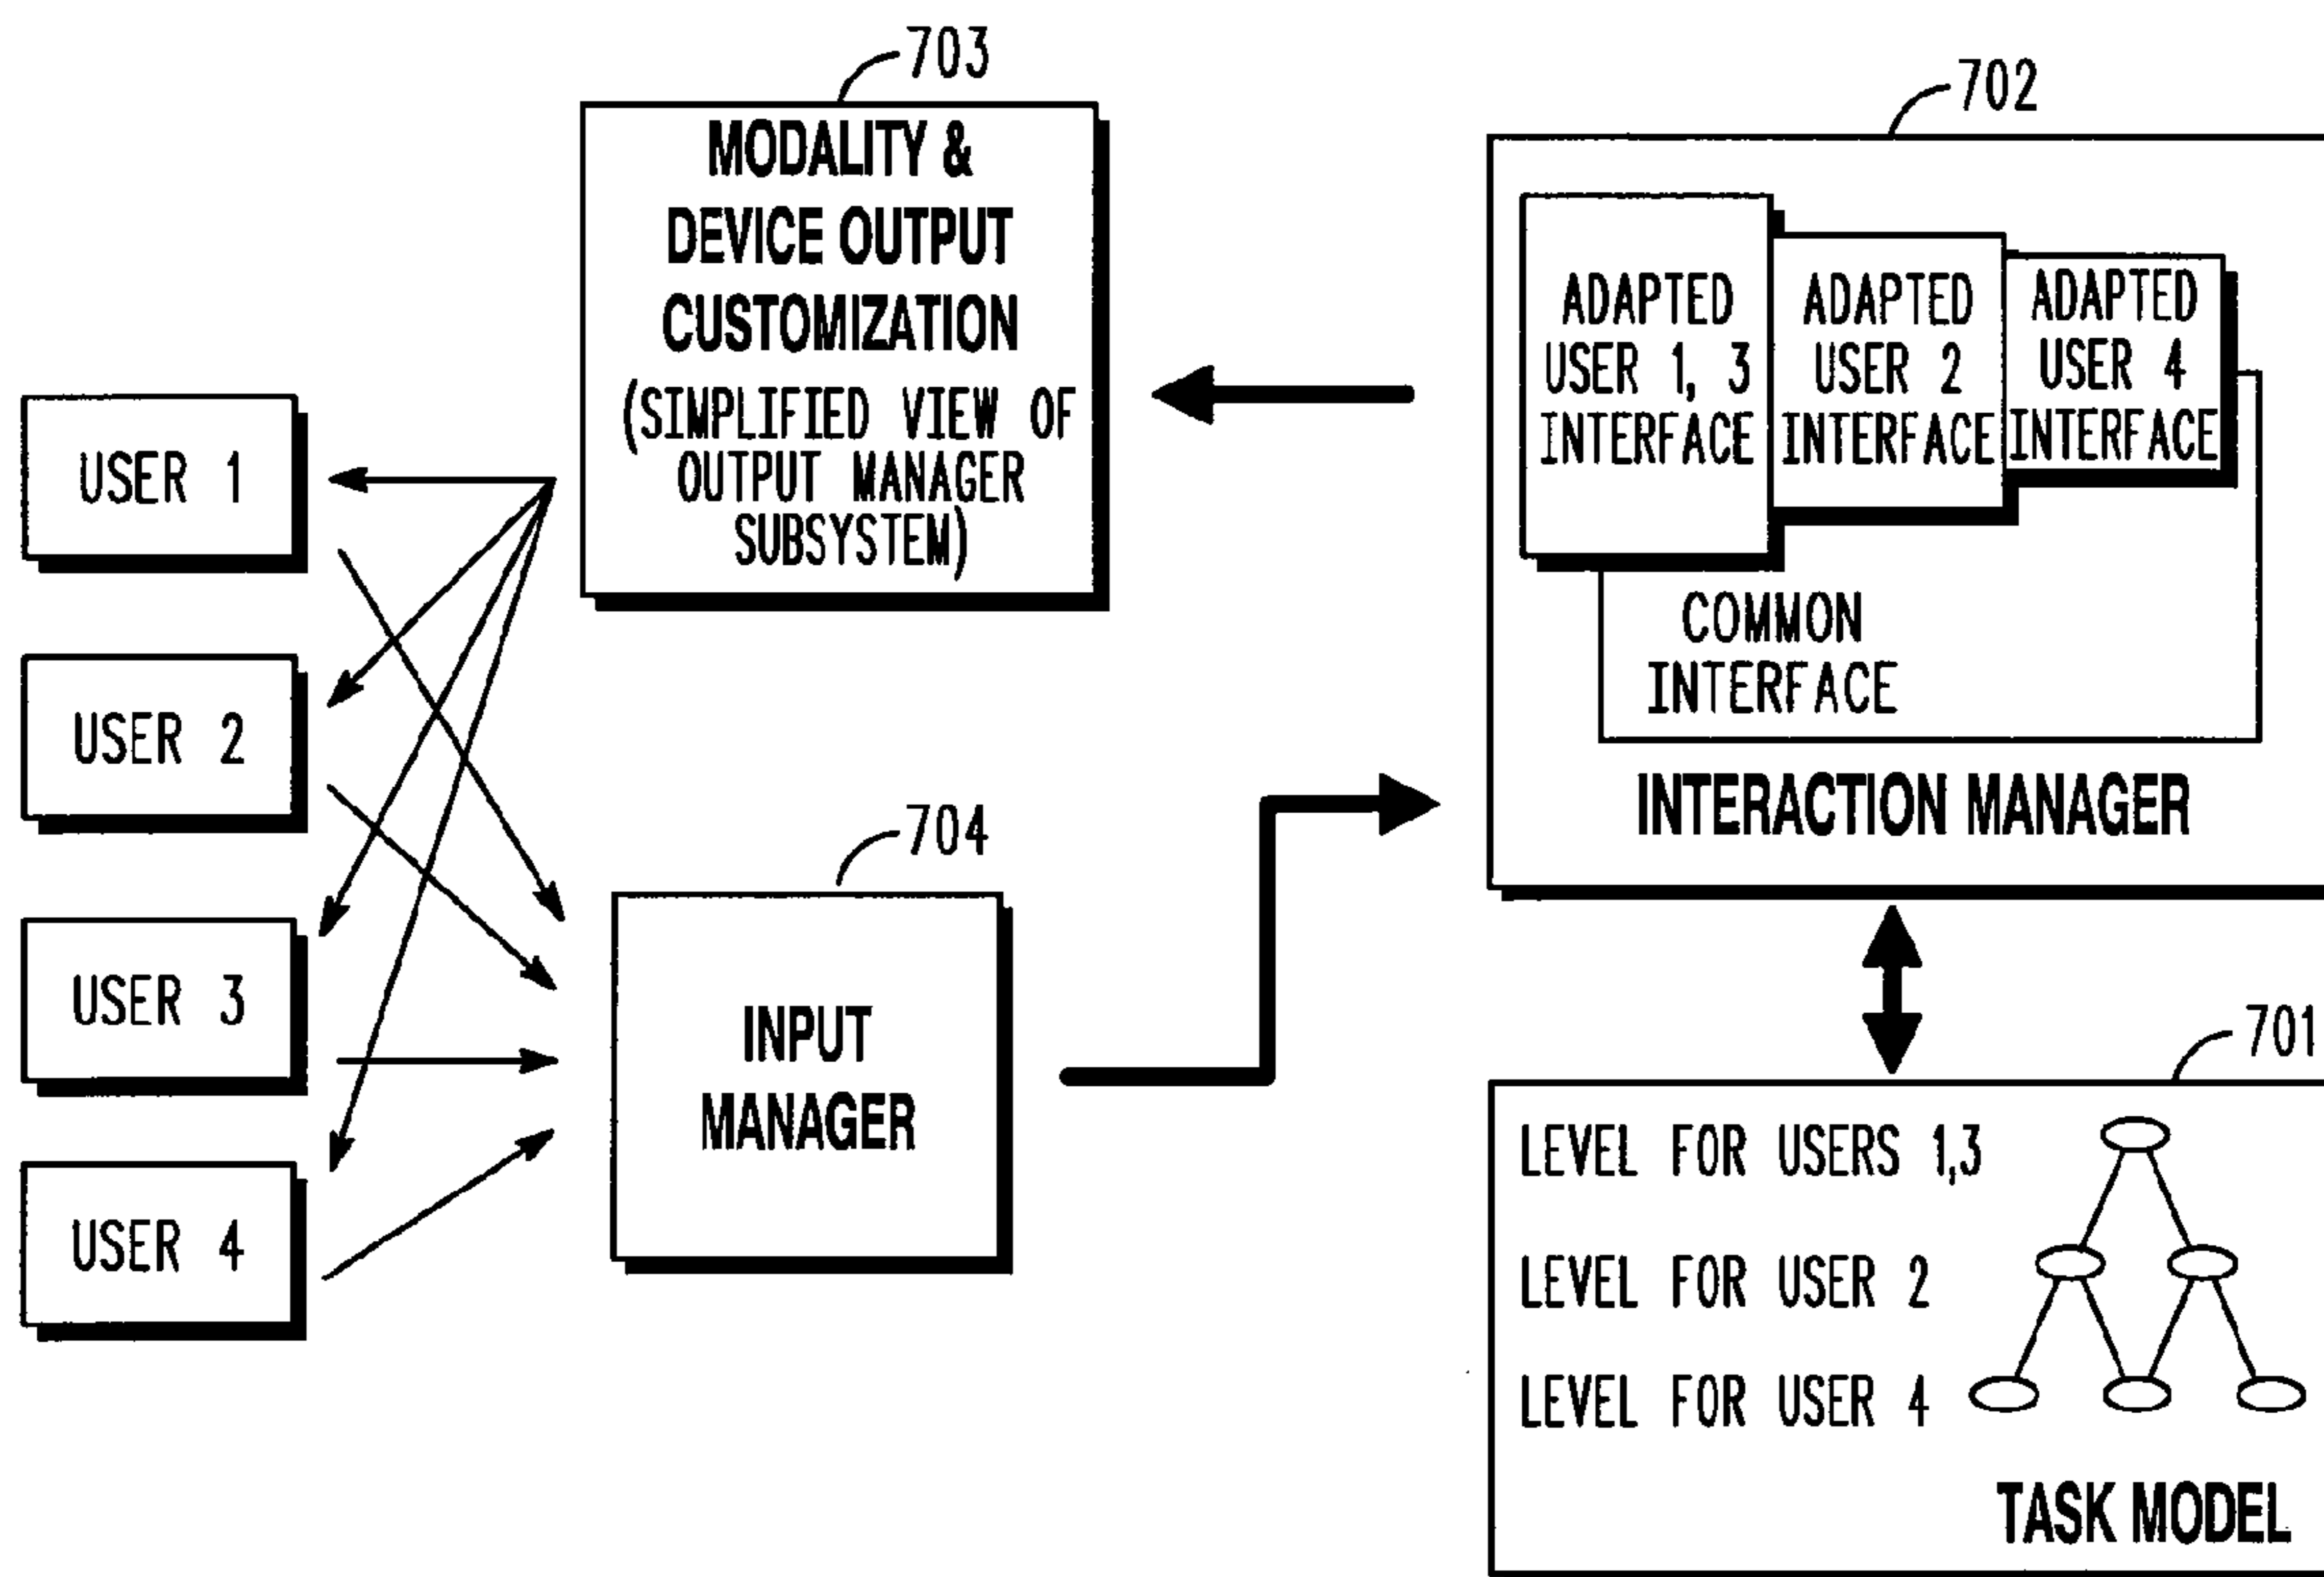 703
MODALITY &
DEVICE OUTPUT
CUSTOMIZATION
(SIMPLIFIED VIEW OF
OUTPUT MANAGER
SUBSYSTEM)
702
ADAPTED
USER 1, 3
INTERFACE
ADAPTED
USER 2
INTERFACE
ADAPTED
USER 4
INTERFACE
COMMON
INTERFACE
INTERACTION MANAGER
USER 1
USER 2
USER 3
USER 4
704
INPUT
MANAGER
701
LEVEL FOR USERS 1,3
LEVEL FOR USER 2
LEVEL FOR USER 4
TASK MODEL